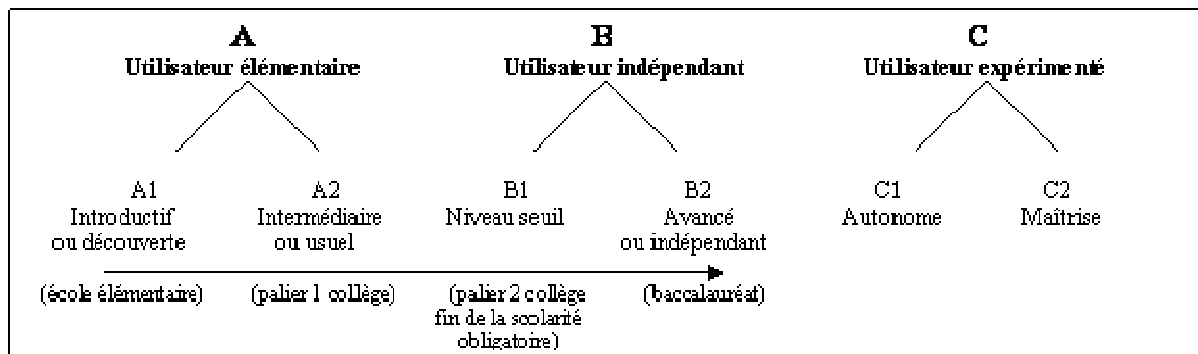 A B C
Utilisateur élémentaire Utilisateur indépendant Utilisateur expérimenté
A1 A2 B1 B2 C1 C2
Introductif Intermédiaire Niveau seuil Avancé Autonome Maîtrise
ou découverte ou usuel ou indépendant
(école élémentaire) (palier 1 collège) (palier 2 collège (baccalauréat)
fin de la scolarité
obligatoire)